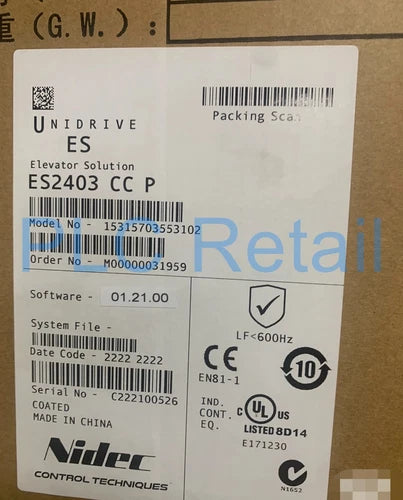 重 (G.W.):
Packing Scan
UNIDRIVE
ES
Elevator Solution
ES2403 CC P
Model No - 15315703553102
PLC Retail
Order No - M00000031959
Software - 01.21.00
System File -
Date Code - 2222 2222
Serial No - C222100526
COATED
MADE IN CHINA
Nidec
CONTROL TECHNIQUES
LF<600Hz
CE
EN81-1
10
IND.
CONT.
EQ.
C UL US
LISTED 8D14
E171230
N1652